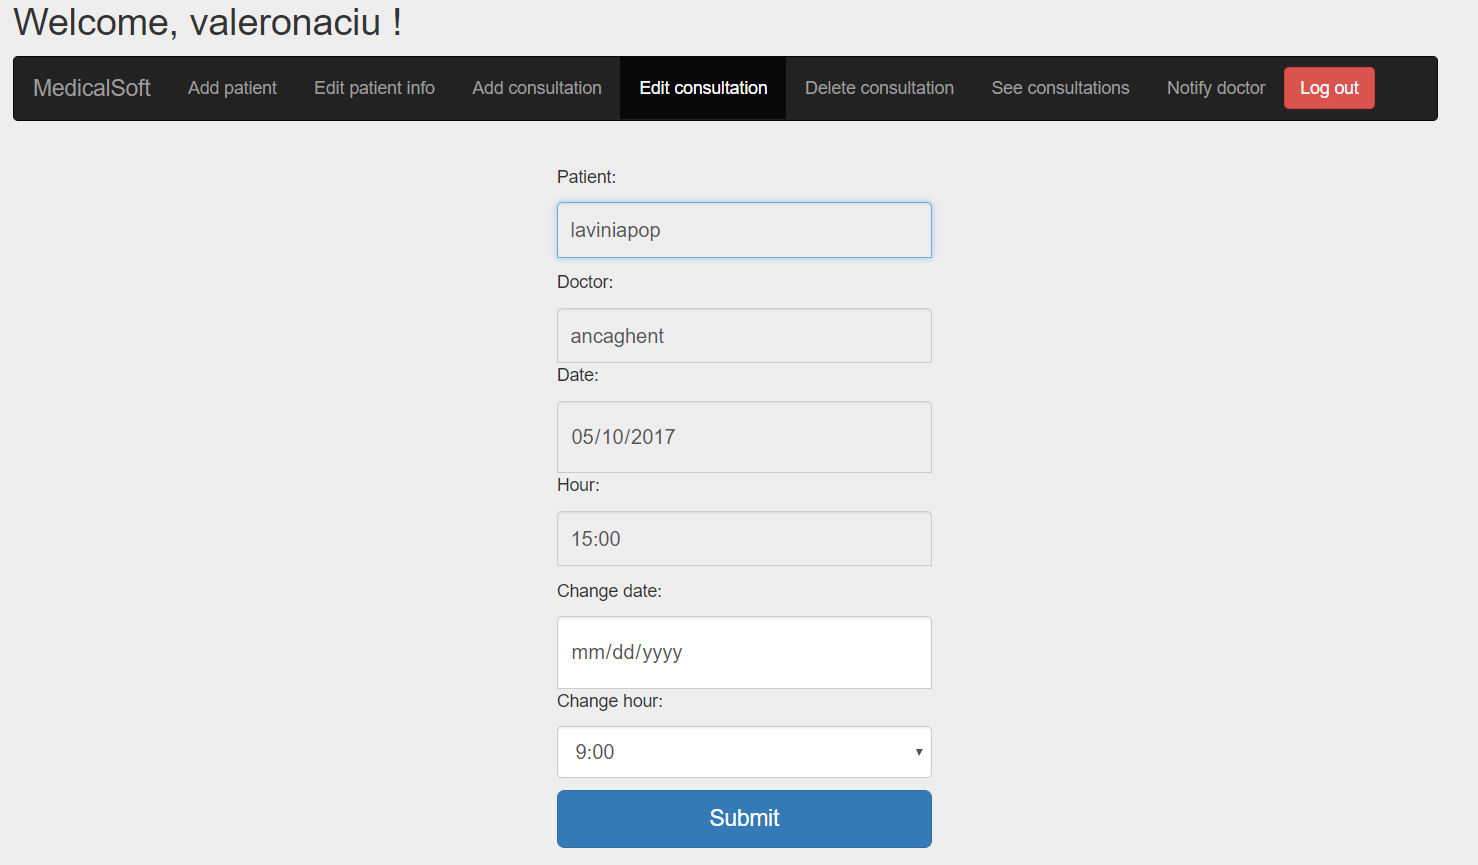 Welcome, valeronaciu !
MedicalSoft Add patient Edit patient info Add consultation Edit consultation Delete consultation See consultations Notify doctor Log out
Patient:
laviniapop
Doctor:
ancaghent
Date:
05/10/2017
Hour:
15:00
Change date:
mm/dd/yyyy
Change hour:
9:00
Submit